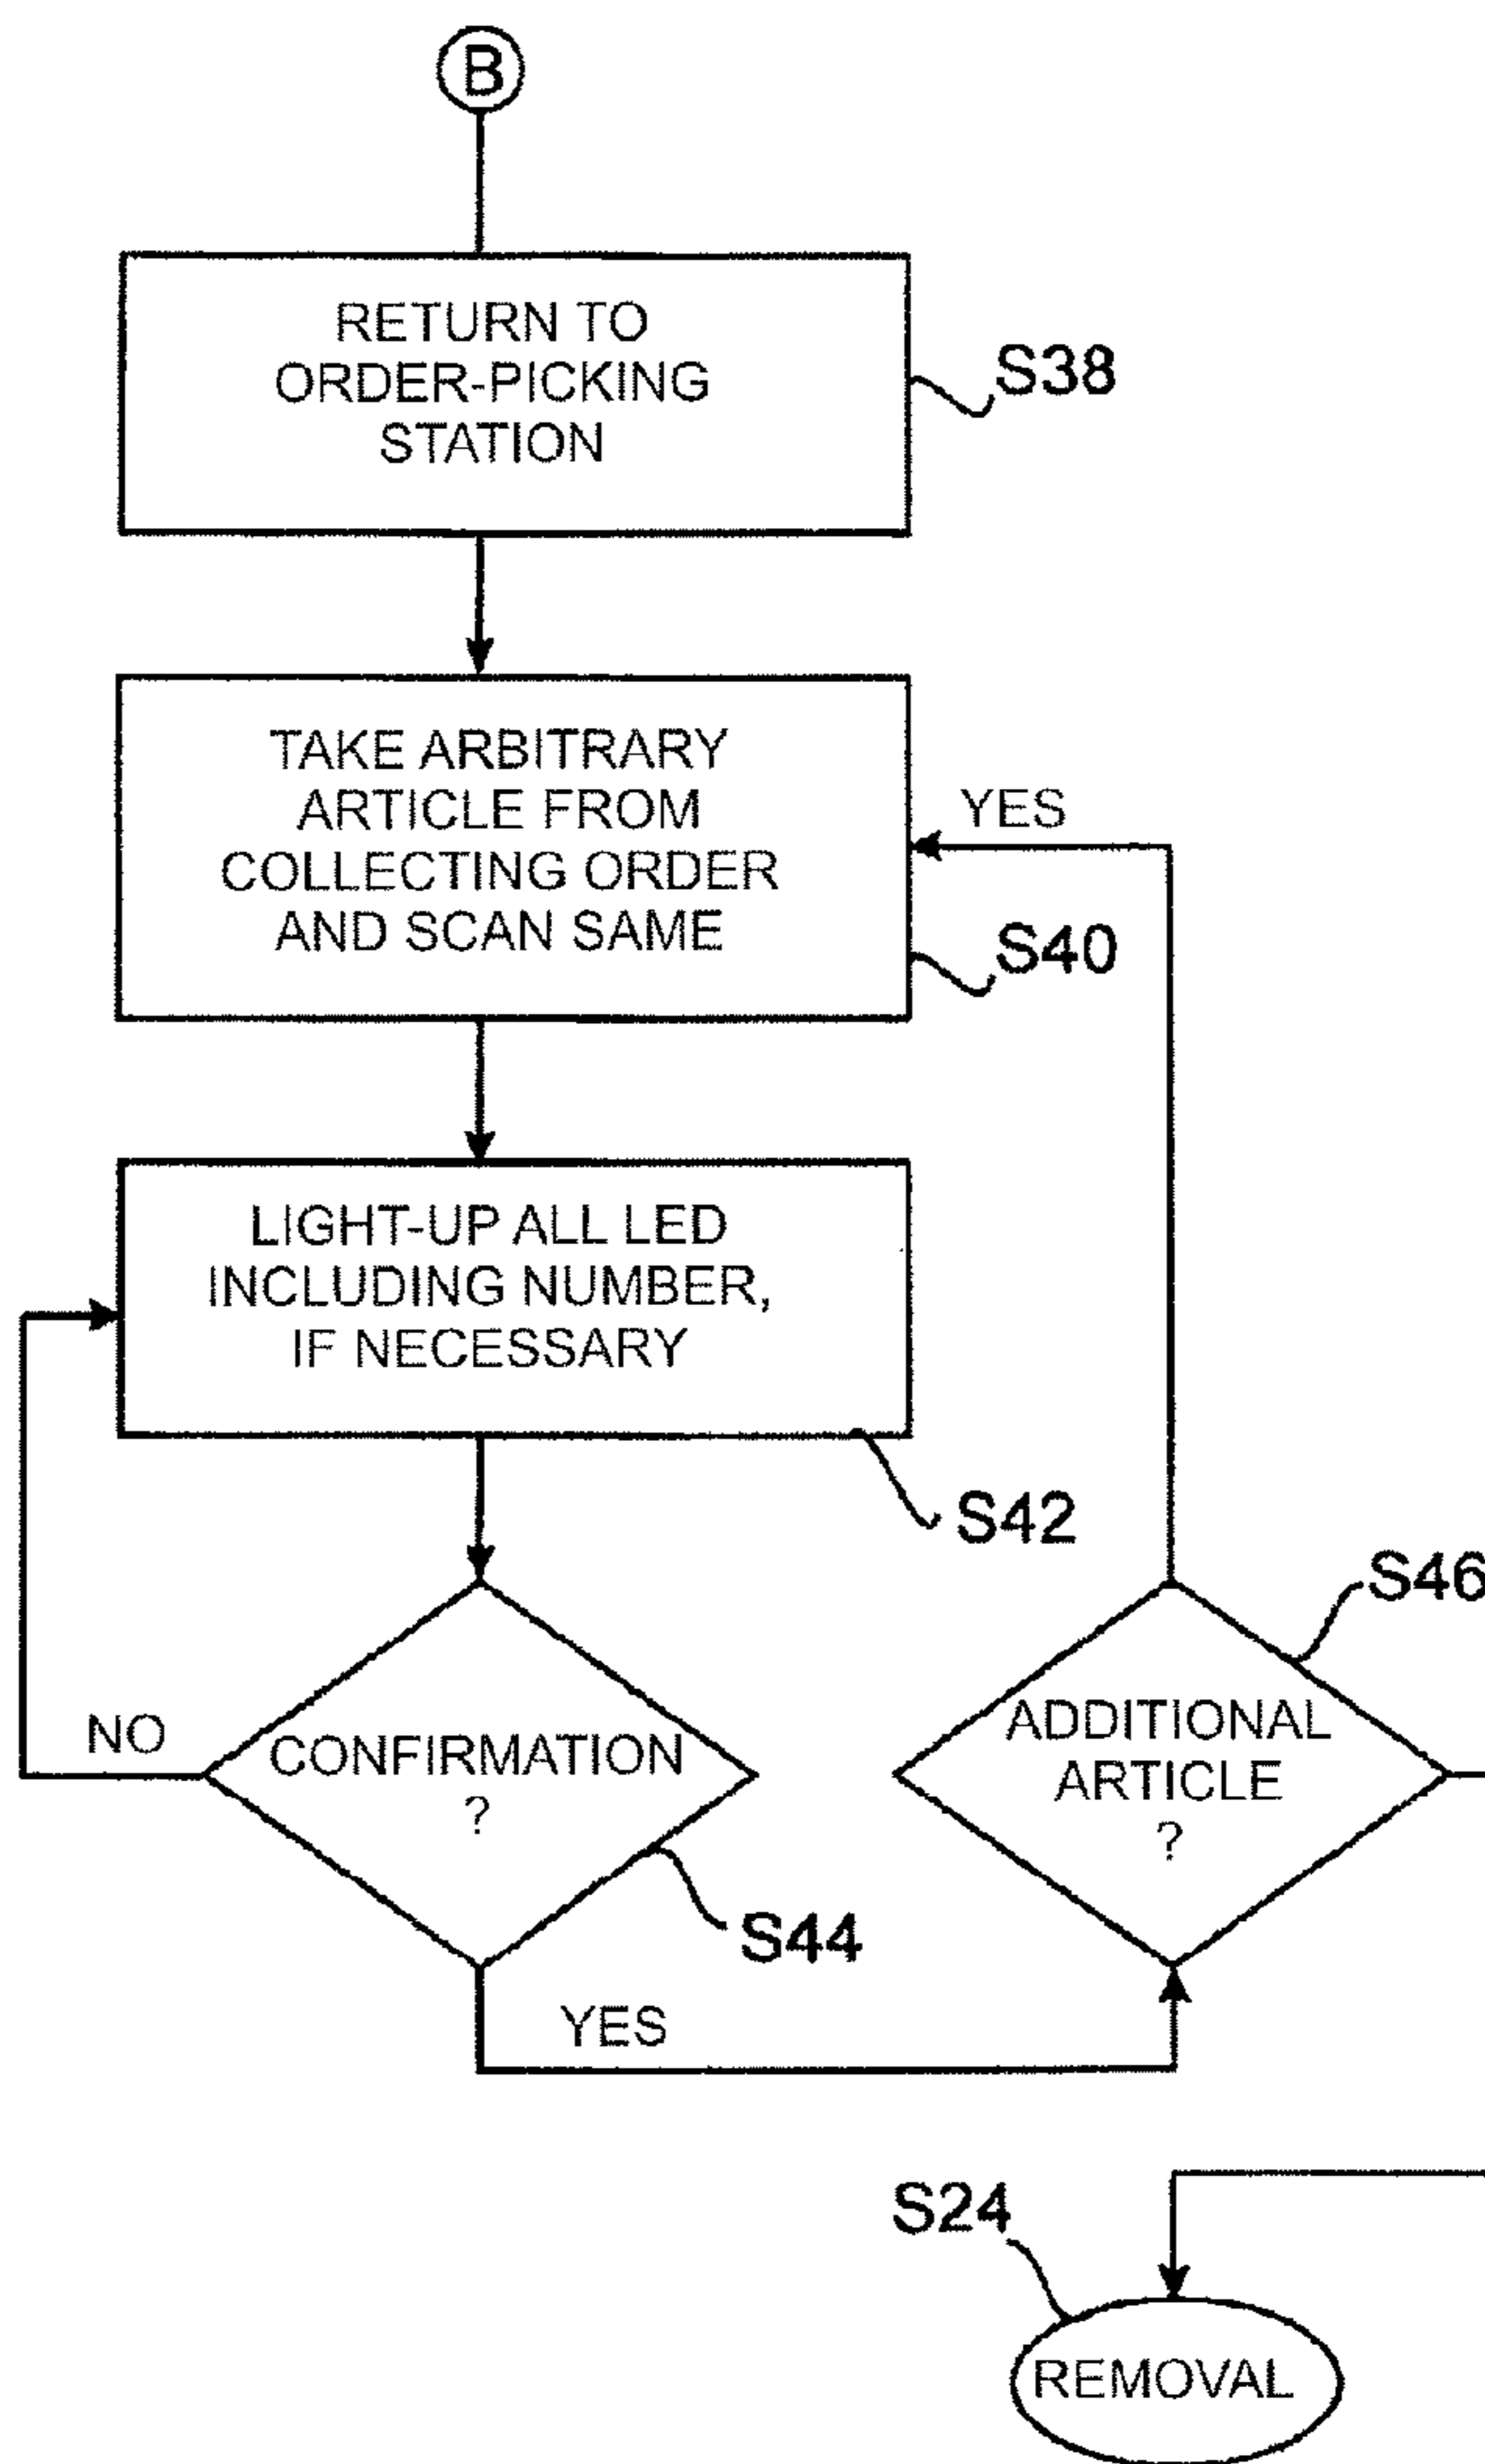 B
RETURN TO
ORDER-PICKING
STATION
S38
TAKE ARBITRARY
ARTICLE FROM
COLLECTING ORDER
AND SCAN SAME
YES
S40
LIGHT-UP ALL LED
INCLUDING NUMBER,
IF NECESSARY
S42
S46
NO
CONFIRMATION
?
ADDITIONAL
ARTICLE
?
S44
YES
S24
REMOVAL